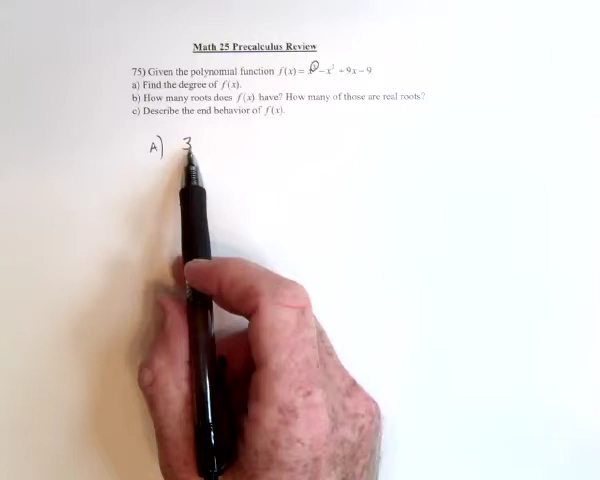 Math 25 Precalculus Review
75) Given the polynomial function f(x) = x³ − x² + 9x − 9
a) Find the degree of f(x).
b) How many roots does f(x) have? How many of those are real roots?
c) Describe the end behavior of f(x).
A) 3